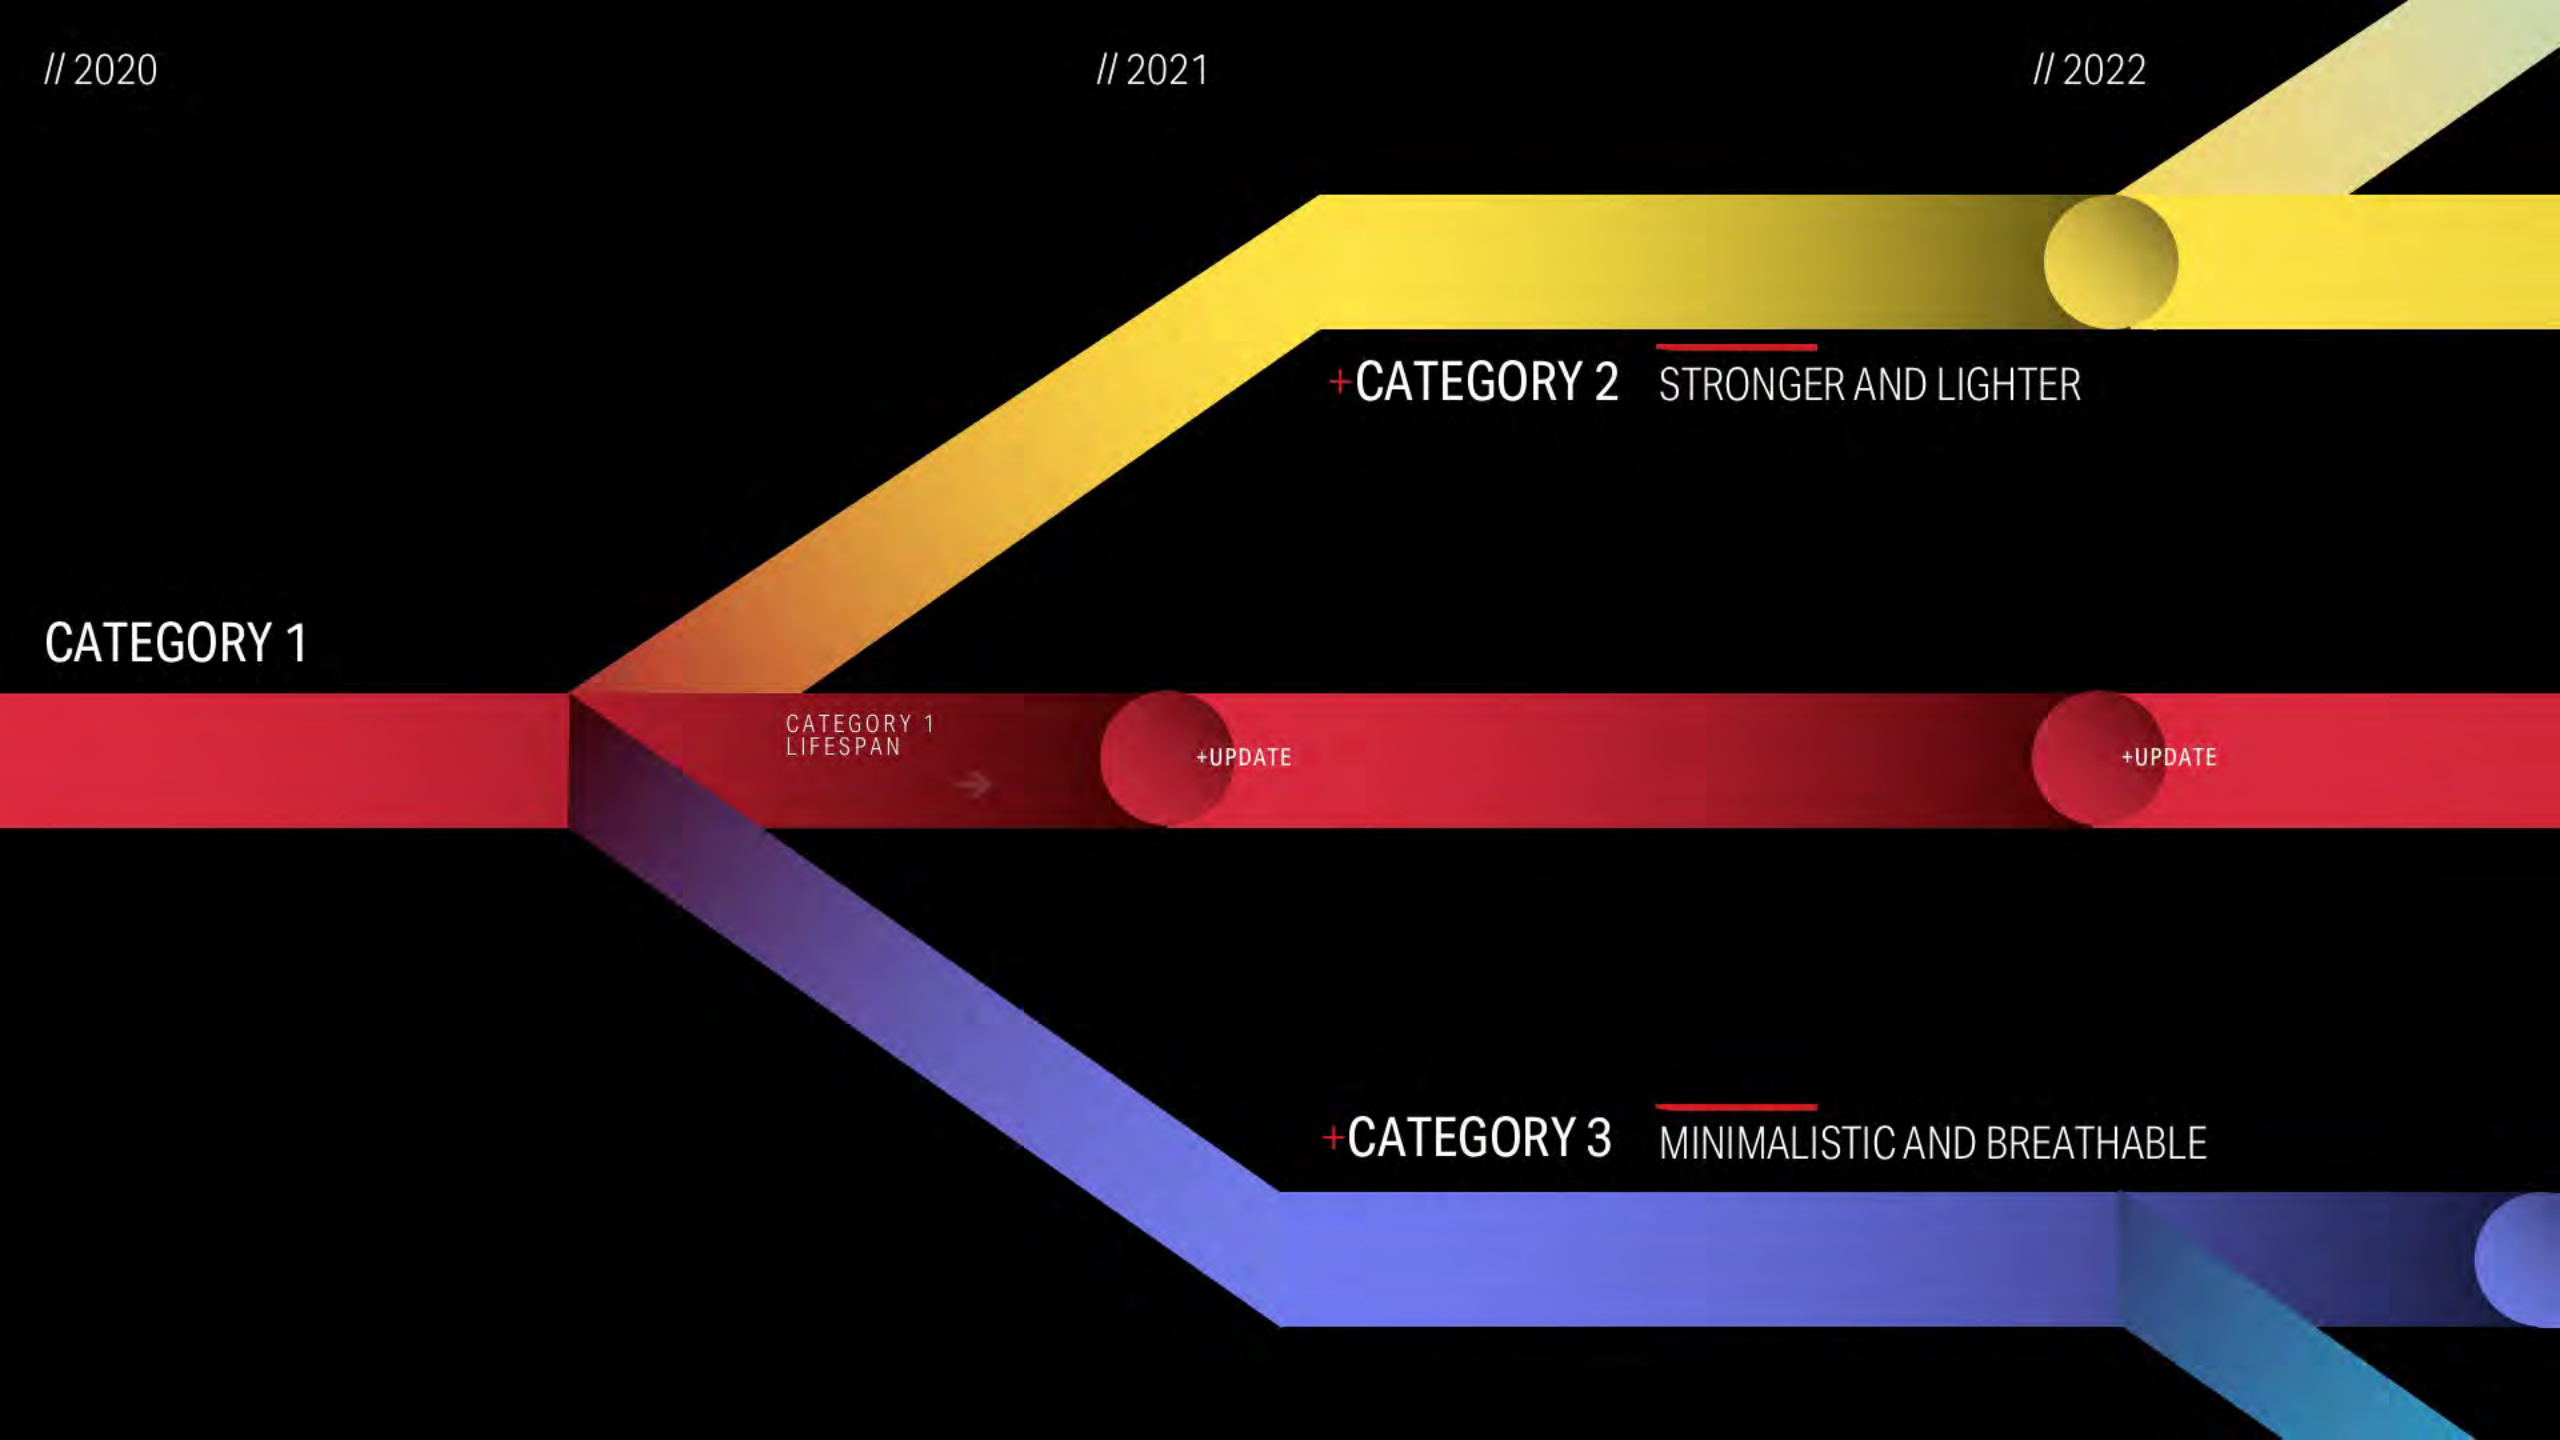 // 2020
// 2021
// 2022
+CATEGORY 2
STRONGER AND LIGHTER
CATEGORY 1
CATEGORY 1
LIFESPAN
+UPDATE
+UPDATE
+CATEGORY 3
MINIMALISTIC AND BREATHABLE